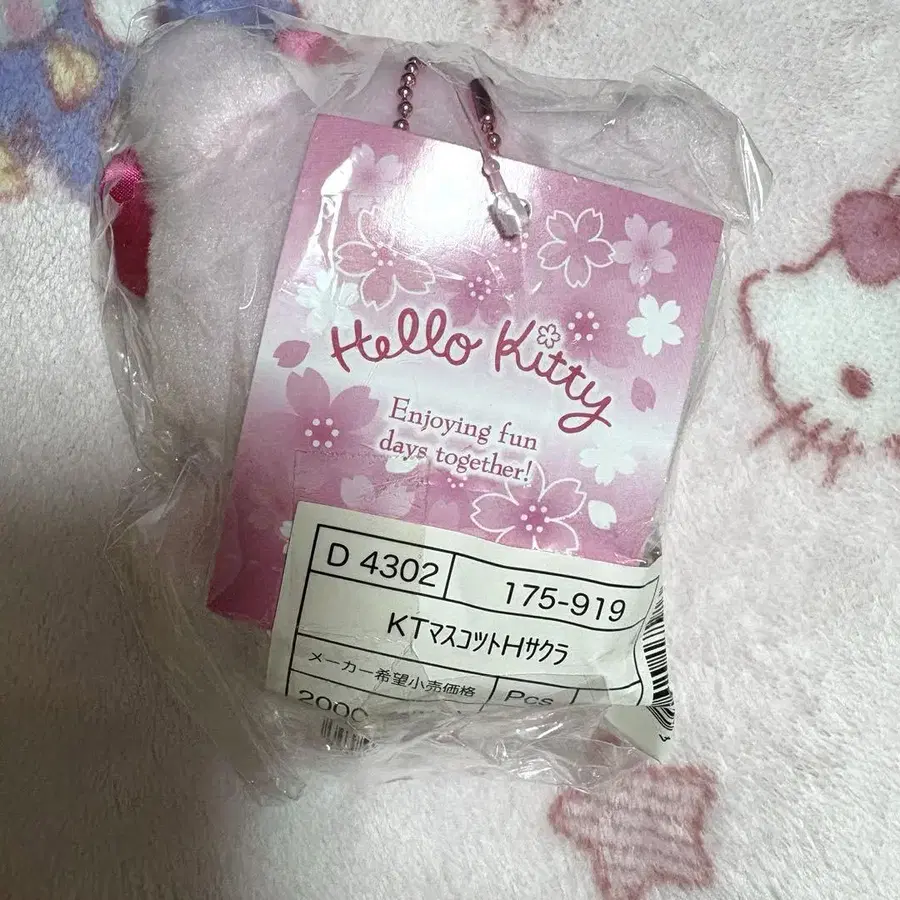 Hello Kitty
Enjoying fun
days together!
D 4302
175-919
KTマスコットHサクラ
メーカー希望小売価格
Pcs
2000